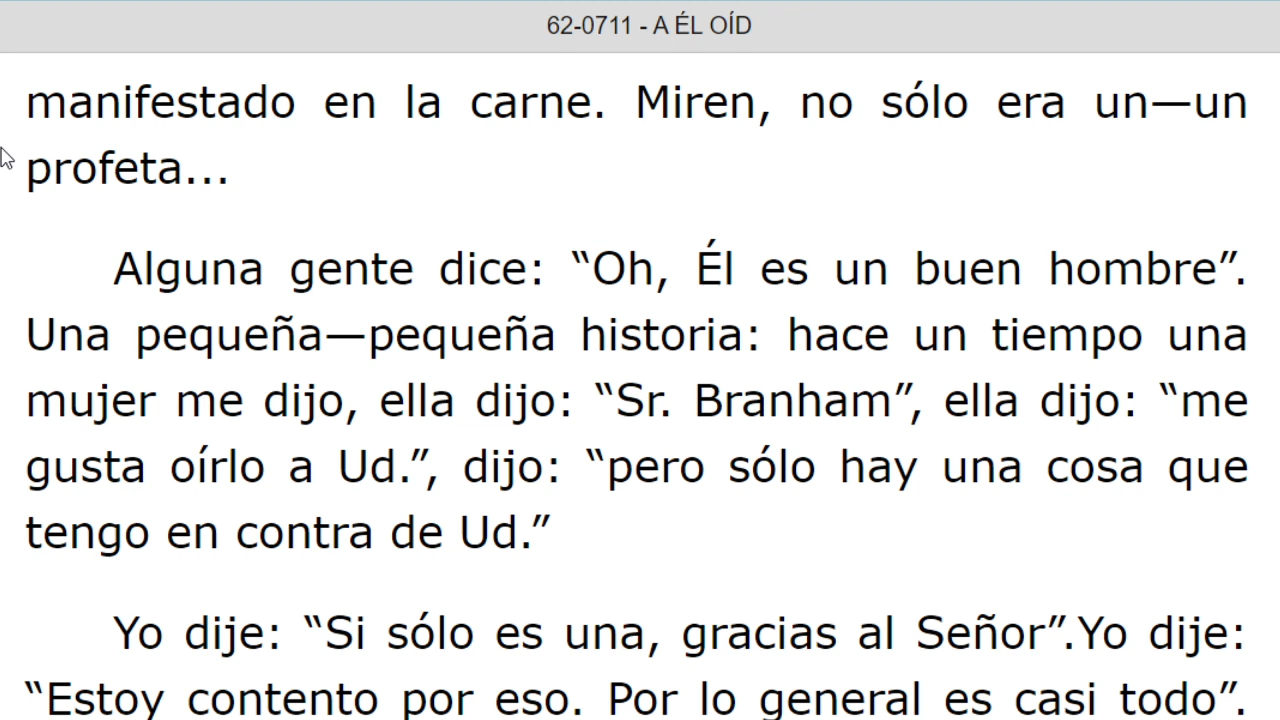 62-0711 - A ÉL OÍD
manifestado en la carne. Miren, no sólo era un—un
profeta...
Alguna gente dice: “Oh, Él es un buen hombre”.
Una pequeña—pequeña historia: hace un tiempo una
mujer me dijo, ella dijo: “Sr. Branham”, ella dijo: “me
gusta oírlo a Ud.”, dijo: “pero sólo hay una cosa que
tengo en contra de Ud.”
Yo dije: “Si sólo es una, gracias al Señor”.Yo dije:
“Estoy contento por eso. Por lo general es casi todo”.